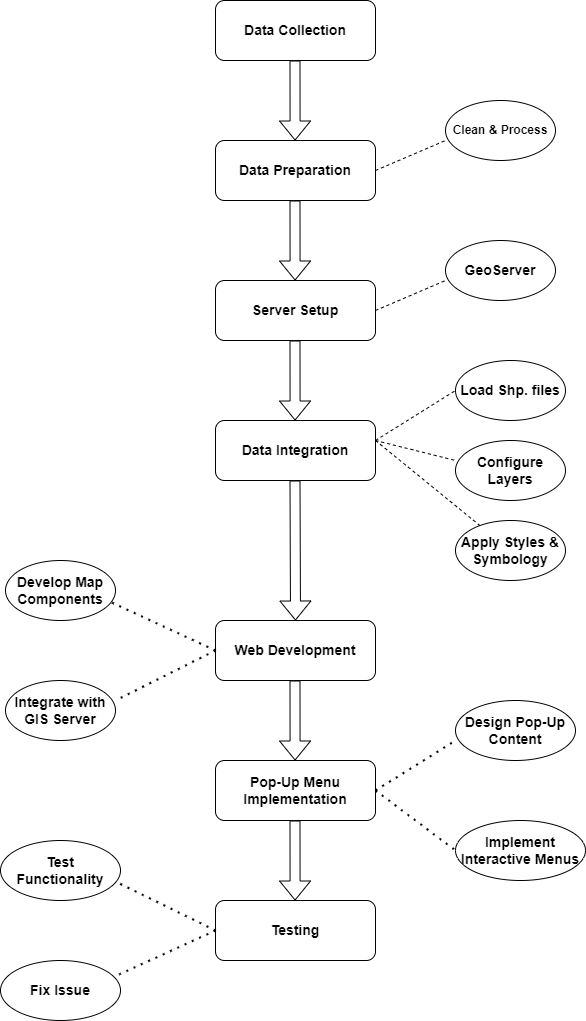 Data Collection
Clean & Process
Data Preparation
GeoServer
Server Setup
Load Shp. files
Data Integration
Configure
Layers
Apply Styles &
Symbology
Develop Map
Components
Web Development
Integrate with
GIS Server
Design Pop-Up
Content
Pop-Up Menu
Implementation
Implement
Interactive Menus
Test
Functionality
Testing
Fix Issue